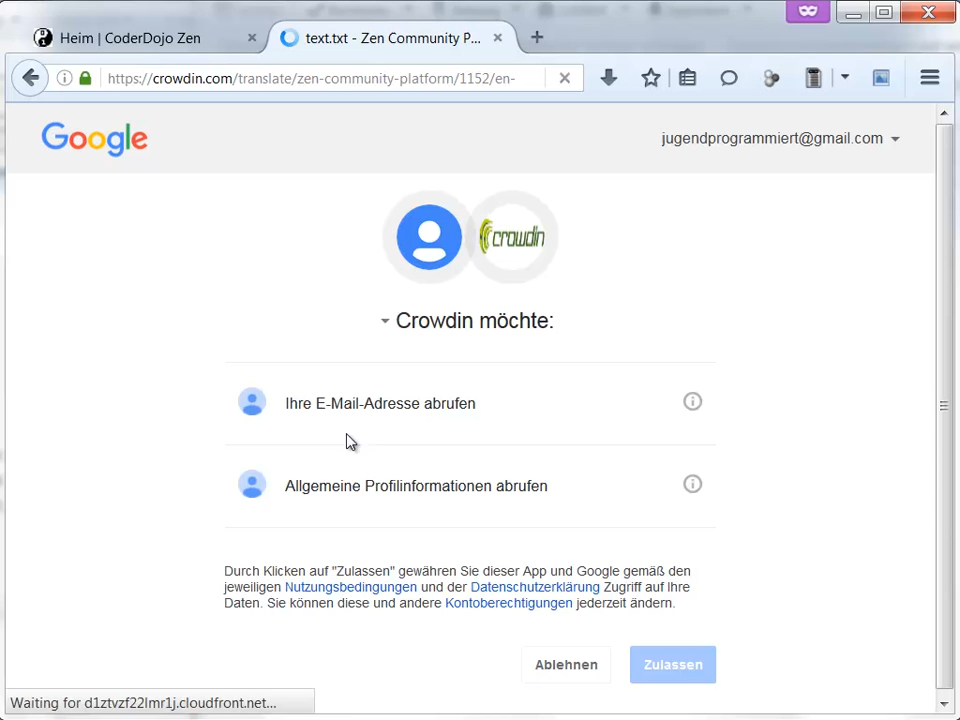 Heim | CoderDojo Zen
text.txt - Zen Community P...
https://crowdin.com/translate/zen-community-platform/1152/en-
Google
jugendprogrammiert@gmail.com
crowdin
Crowdin möchte:
Ihre E-Mail-Adresse abrufen
Allgemeine Profilinformationen abrufen
Durch Klicken auf "Zulassen" gewähren Sie dieser App und Google gemäß den
jeweiligen Nutzungsbedingungen und der Datenschutzerklärung Zugriff auf Ihre
Daten. Sie können diese und andere Kontoberechtigungen jederzeit ändern.
Ablehnen
Zulassen
Waiting for d1ztvzf22lmr1j.cloudfront.net...